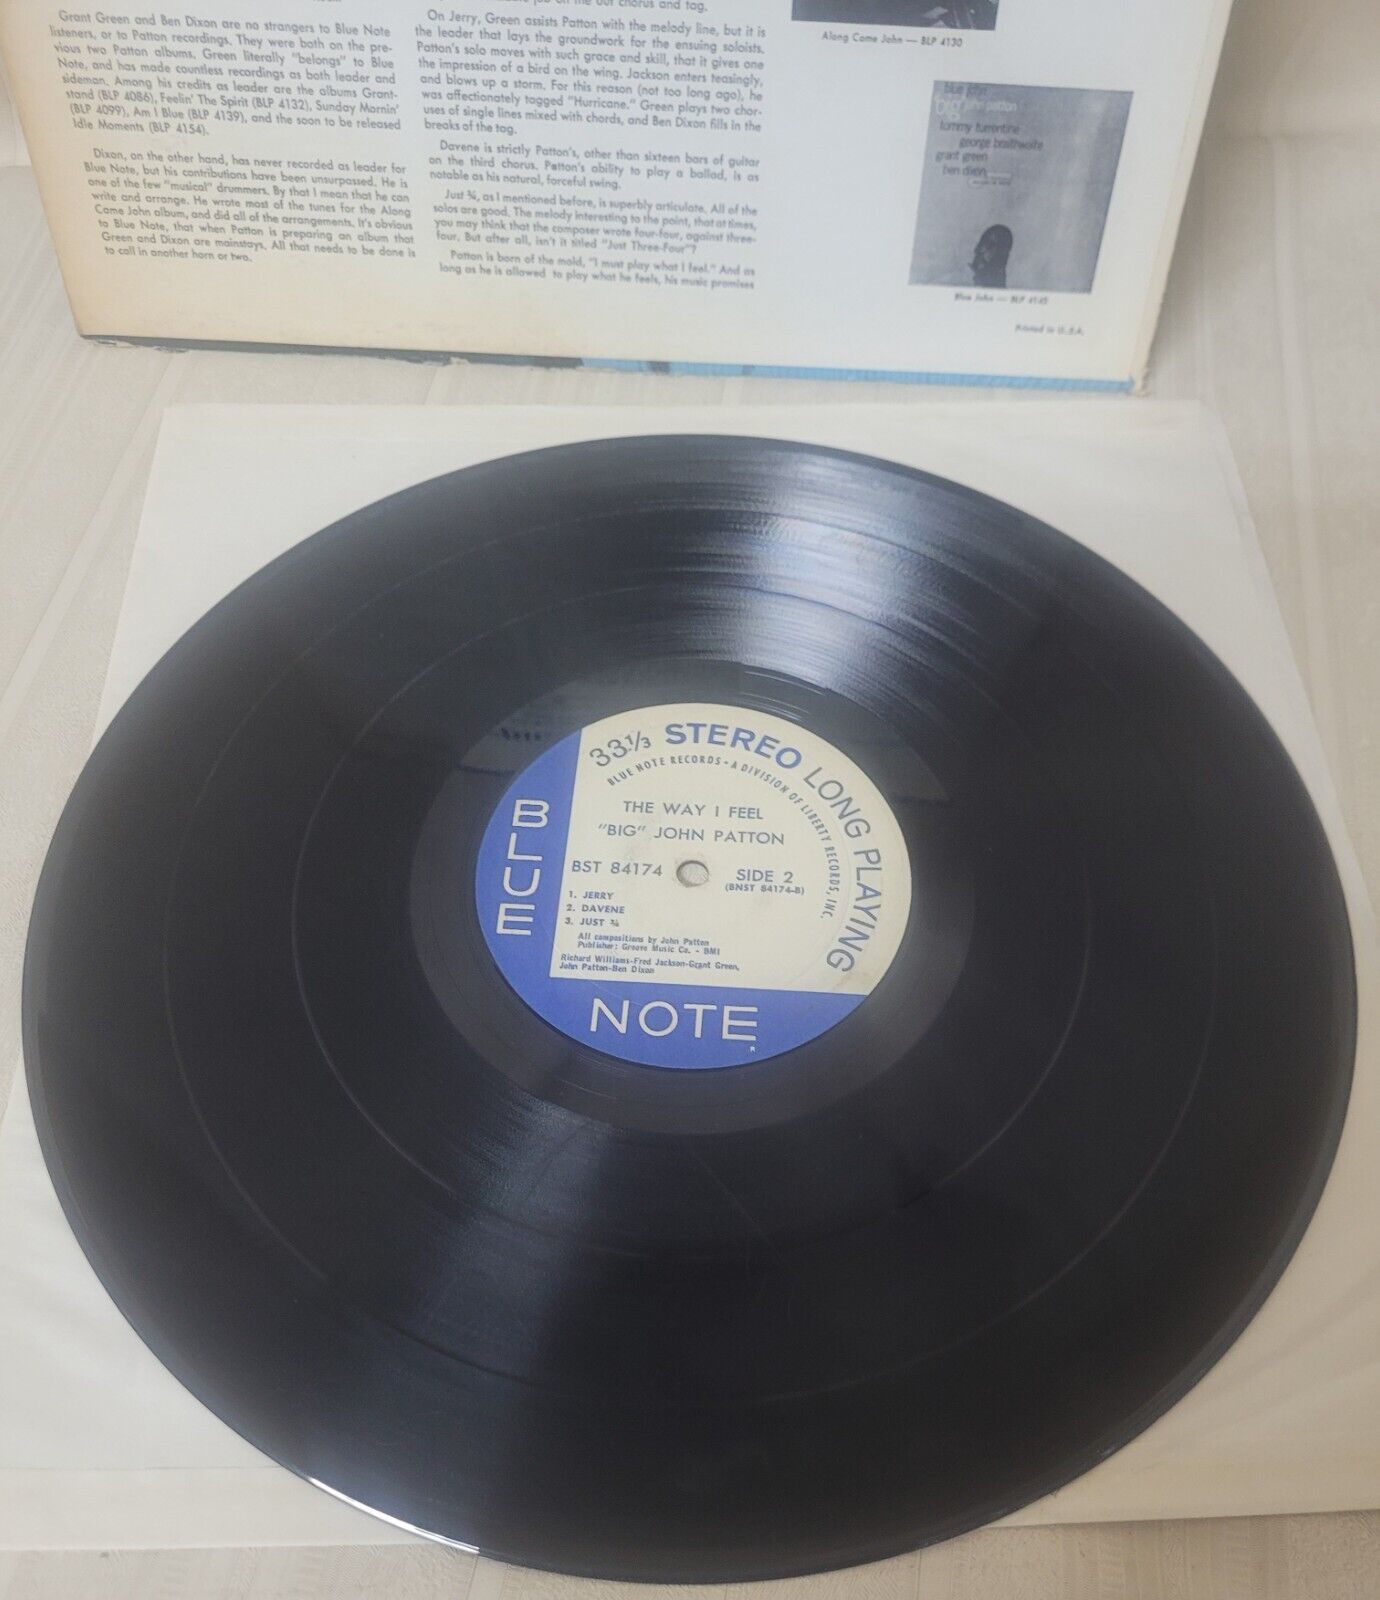 Grant Green and Ben Dixon are no strangers to Blue Note
listeners, or to Patton recordings. They were both on the pre-
vious two Patton albums. Green literally "belongs" to Blue
Note, and has made countless recordings as both leader and
sideman. Among his credits as leader are the albums Grant-
stand (BLP 4086), Feelin' The Spirit (BLP 4132), Sunday Mornin'
(BLP 4099), Am I Blue (BLP 4139), and the soon to be released
Idle Moments (BLP 4154).
Dixon, on the other hand, has never recorded as leader for
Blue Note, but his contributions have been unsurpassed. He is
one of the few "musical" drummers. By that I mean that he can
write and arrange. He wrote most of the tunes for the Along
Came John album, and did all of the arrangements. It's obvious
to Blue Note, that when Patton is preparing an album that
Green and Dixon are mainstays. All that needs to be done is
to call in another horn or two.
job on the out chorus and tag.
On Jerry, Green assists Patton with the melody line, but it is
the leader that lays the groundwork for the ensuing soloists.
Patton's solo moves with such grace and skill, that it gives one
the impression of a bird on the wing. Jackson enters teasingly,
and blows up a storm. For this reason (not too long ago), he
was affectionately tagged "Hurricane." Green plays two chor-
uses of single lines mixed with chords, and Ben Dixon fills in the
breaks of the tag.
Davene is strictly Patton's, other than sixteen bars of guitar
on the third chorus. Patton's ability to play a ballad, is as
notable as his natural, forceful swing.
Just ¾, as I mentioned before, is superbly articulate. All of the
solos are good. The melody interesting to the point, that at times,
you may think that the composer wrote four-four, against three-
four. But after all, isn't it titled "Just Three-Four"?
Patton is born of the mold, "I must play what I feel." And as
long as he is allowed to play what he feels, his music promises
Along Came John — BLP 4130
blue john
"big" john patton
tommy turrentine
george braithwaite
grant green
ben dixon
Blue John — BLP 4143
Printed in U.S.A.
33⅓ STEREO LONG PLAYING
BLUE NOTE RECORDS • A DIVISION OF LIBERTY RECORDS, INC.
THE WAY I FEEL
"BIG" JOHN PATTON
BST 84174
SIDE 2
(BNST 84174-B)
1. JERRY
2. DAVENE
3. JUST ¾
All compositions by John Patton
Publisher: Groove Music Co. - BMI
Richard Williams-Fred Jackson-Grant Green,
John Patton-Ben Dixon
BLUE
NOTE
R